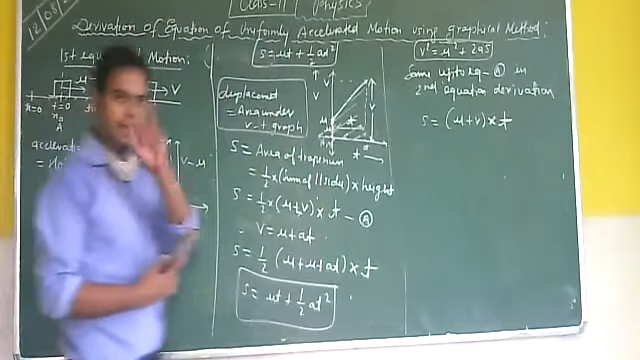 12/08/
Class-11 Physics
Derivation of Equation of Uniformly Accelerated Motion using graphical Method:
1st equ Motion:
u
v
x=0 t=0
A
acceleration
v-u
s = ut + 1/2 at²
displacement
= Area under
v-t graph
v
u
t
s = Area of trapezium
= 1/2 x (sum of || sides) x height
s = 1/2 x (u+v) x t — (A)
v = u + at
s = 1/2 (u+u+at) x t
s = ut + 1/2 at²
v² = u² + 2as
Same upto eq - (A) in
2nd equation derivation
s = (u+v) x t